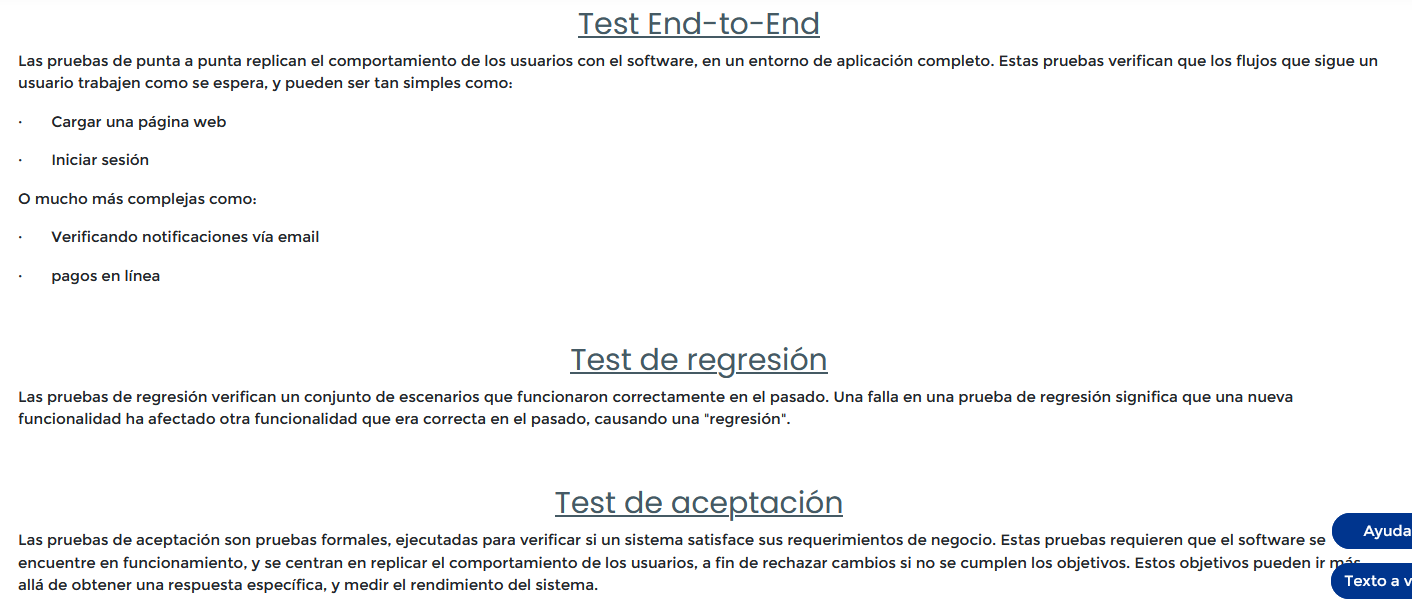 Test End-to-End
Las pruebas de punta a punta replican el comportamiento de los usuarios con el software, en un entorno de aplicación completo. Estas pruebas verifican que los flujos que sigue un
usuario trabajen como se espera, y pueden ser tan simples como:
· Cargar una página web
· Iniciar sesión
O mucho más complejas como:
· Verificando notificaciones vía email
· pagos en línea
Test de regresión
Las pruebas de regresión verifican un conjunto de escenarios que funcionaron correctamente en el pasado. Una falla en una prueba de regresión significa que una nueva
funcionalidad ha afectado otra funcionalidad que era correcta en el pasado, causando una "regresión".
Test de aceptación
Las pruebas de aceptación son pruebas formales, ejecutadas para verificar si un sistema satisface sus requerimientos de negocio. Estas pruebas requieren que el software se
encuentre en funcionamiento, y se centran en replicar el comportamiento de los usuarios, a fin de rechazar cambios si no se cumplen los objetivos. Estos objetivos pueden ir más
allá de obtener una respuesta específica, y medir el rendimiento del sistema.
Ayuda
Texto a v